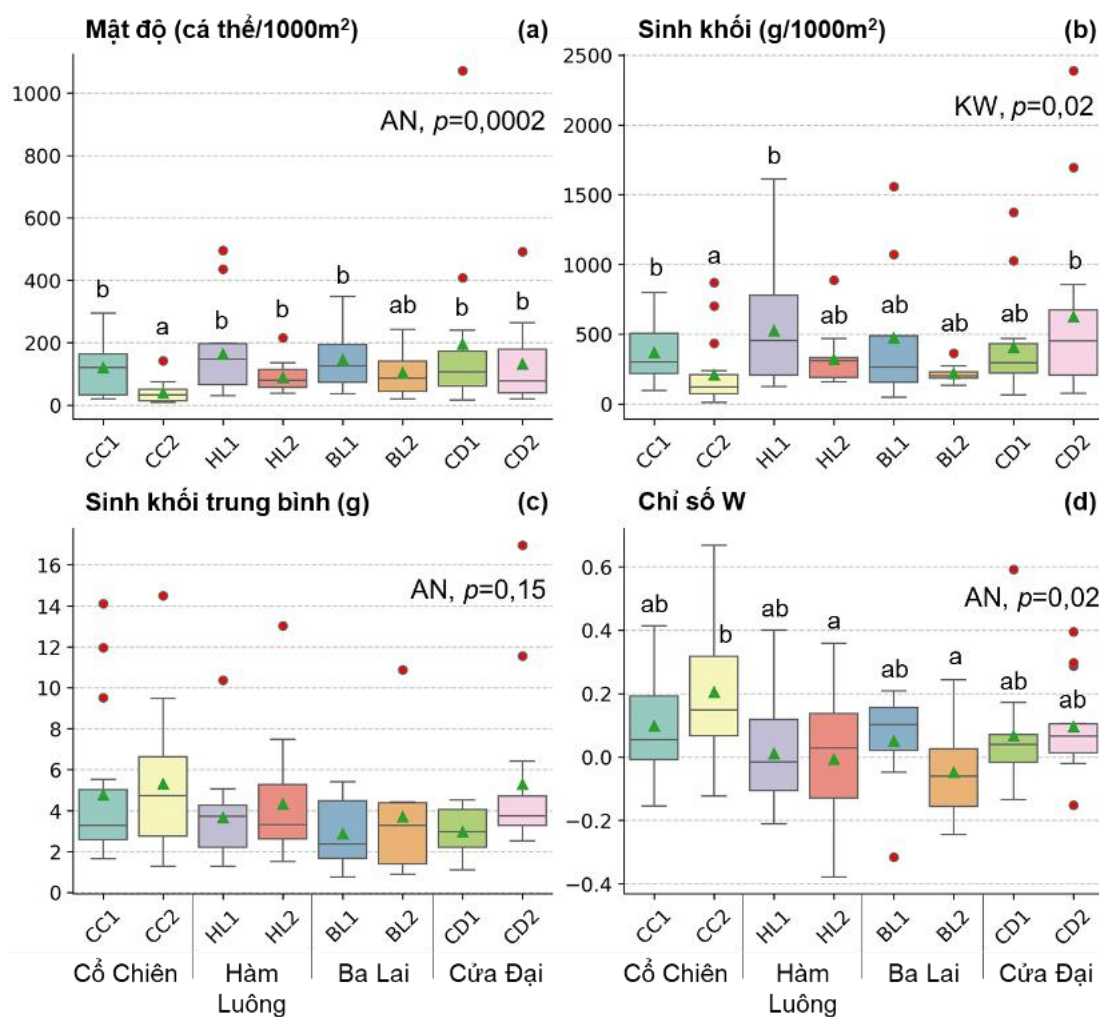 Mật độ (cá thể/1000m²) (a)
1000
800
600
400
200
0
AN, p=0,0002
b
a
b
b
b
ab
b
b
CC1 CC2 HL1 HL2 BL1 BL2 CD1 CD2
Sinh khối (g/1000m²) (b)
2500
2000
1500
1000
500
0
KW, p=0,02
b
a
b
ab
ab
ab
ab
b
CC1 CC2 HL1 HL2 BL1 BL2 CD1 CD2
Sinh khối trung bình (g) (c)
16
14
12
10
8
6
4
2
0
AN, p=0,15
CC1 CC2 HL1 HL2 BL1 BL2 CD1 CD2
Cổ Chiên Hàm Ba Lai Cửa Đại
Luông
Chỉ số W (d)
0.6
0.4
0.2
0.0
−0.2
−0.4
AN, p=0,02
ab
b
ab
a
ab
a
ab
ab
CC1 CC2 HL1 HL2 BL1 BL2 CD1 CD2
Cổ Chiên Hàm Ba Lai Cửa Đại
Luông